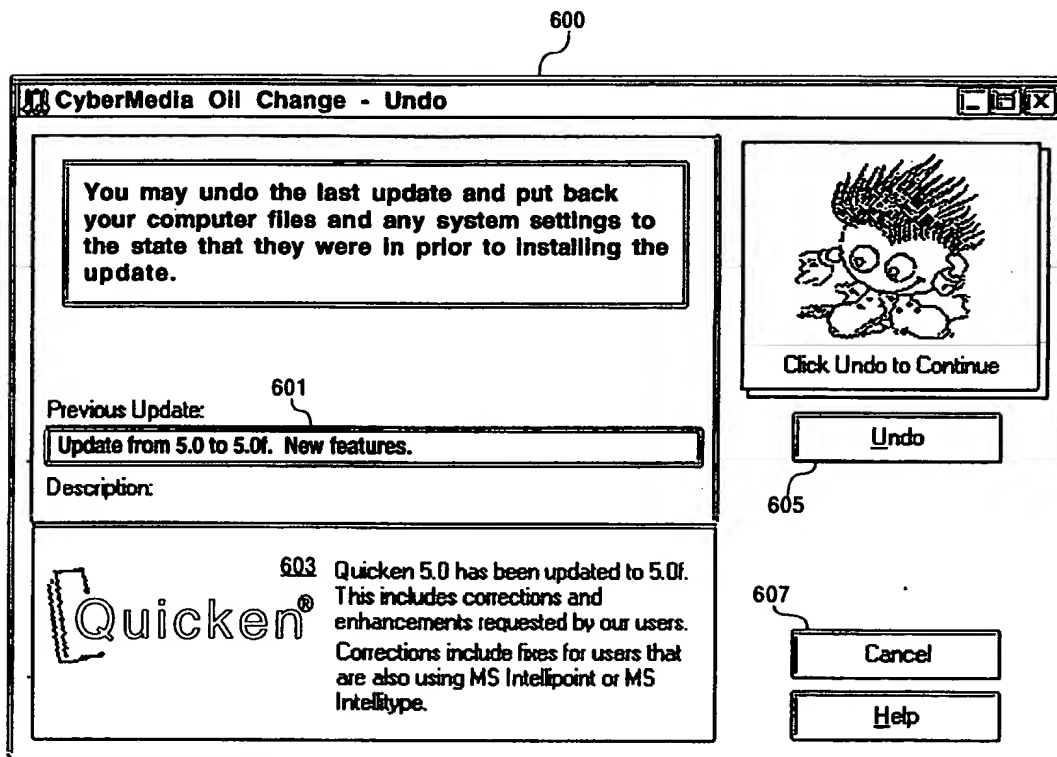 600
CyberMedia Oil Change - Undo
You may undo the last update and put back
your computer files and any system settings to
the state that they were in prior to installing the
update.
Click Undo to Continue
601
Previous Update:
Update from 5.0 to 5.0f. New features.
Undo
605
Description:
Quicken®
603
Quicken 5.0 has been updated to 5.0f.
This includes corrections and
enhancements requested by our users.
Corrections include fixes for users that
are also using MS Intellipoint or MS
Intellitype.
607
Cancel
Help